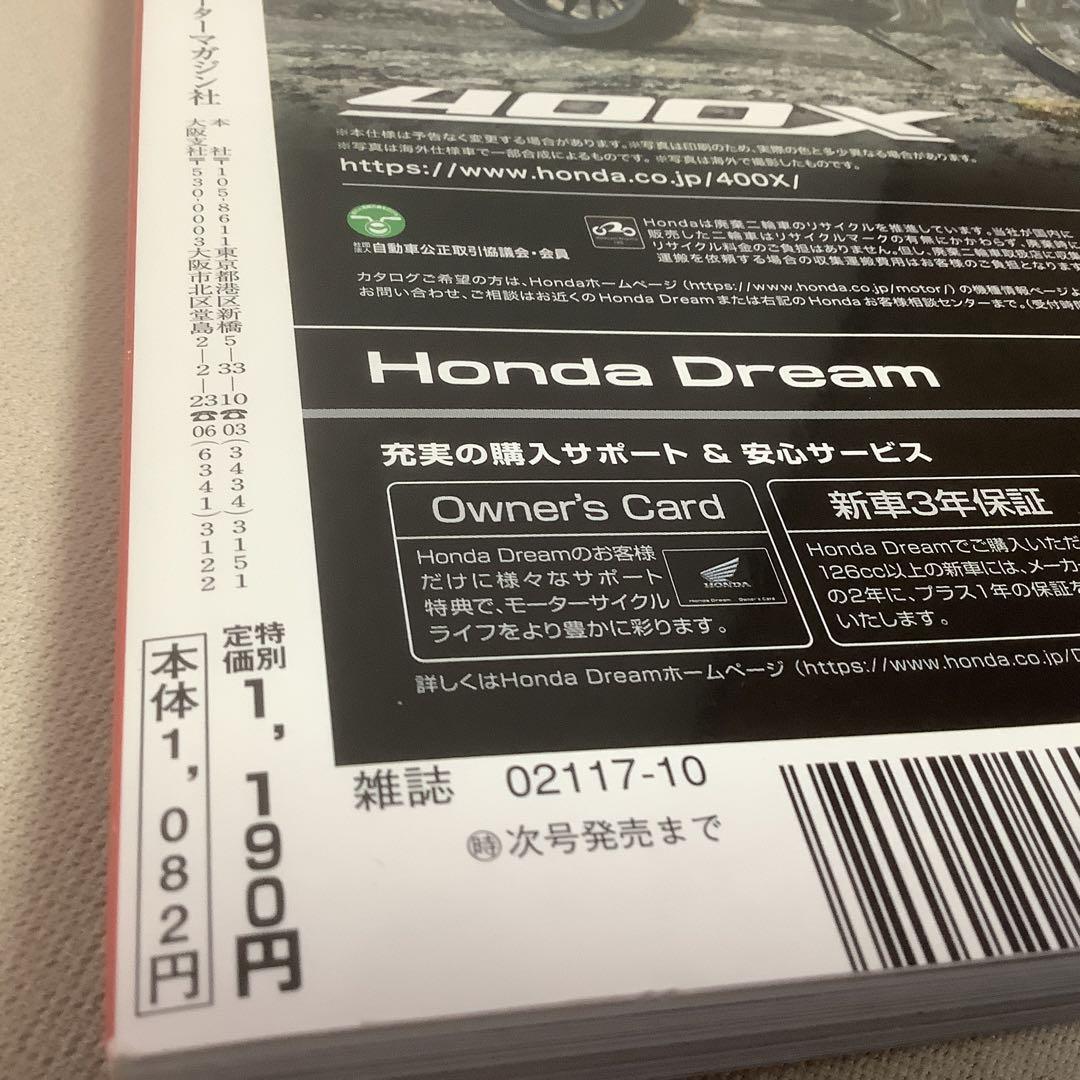 400X
※本仕様は予告なく変更する場合があります。※写真は印刷のため、実際の色と多少異なる場合があります。
※写真は海外仕様車で一部合成によるものです。 ※写真は海外で撮影したものです。
https://www.honda.co.jp/400X/
社団法人 自動車公正取引協議会・会員
Hondaは廃棄二輪車のリサイクルを推進しています。当社が国内に
販売した二輪車はリサイクルマークの有無にかかわらず、廃棄時に
リサイクル料金のご負担はありません。但し、廃棄二輪車取扱店に収集
運搬を依頼する場合の収集運搬費用はお客様のご負担となります
カタログご希望の方は、Hondaホームページ (https://www.honda.co.jp/motor/) の機種情報ページよ
お問い合わせ、ご相談はお近くのHonda Dreamまたは右記のHondaお客様相談センターまで。(受付時間
Honda Dream
充実の購入サポート & 安心サービス
Owner's Card
Honda Dreamのお客様
だけに様々なサポート
特典で、モーターサイクル
ライフをより豊かに彩ります。
HONDA
Honda Dream Owner's Card
新車3年保証
Honda Dreamでご購入いただ
126cc以上の新車には、メーカ
の2年に、プラス1年の保証を
いたします。
詳しくはHonda Dreamホームページ (https://www.honda.co.jp/D
ーターマガジン社
本 社〒105-8611東京都港区新橋5―33―10☎03(3434)3151
大阪支社〒530-0003大阪市北区堂島2―2―23☎06(6341)3122
特別定価1,190円
本体1,082円
雑誌 02117-10
時次号発売まで